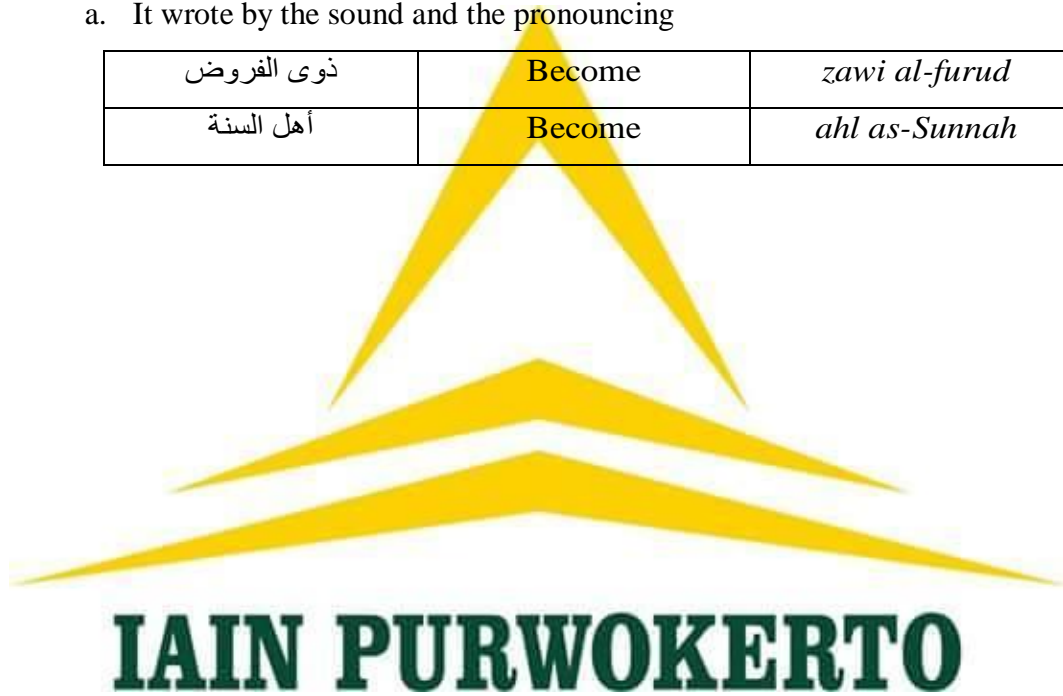 a. It wrote by the sound and the pronouncing
ذوى الفروض Become zawi al-furud
أهل السنة Become ahl as-Sunnah
IAIN PURWOKERTO